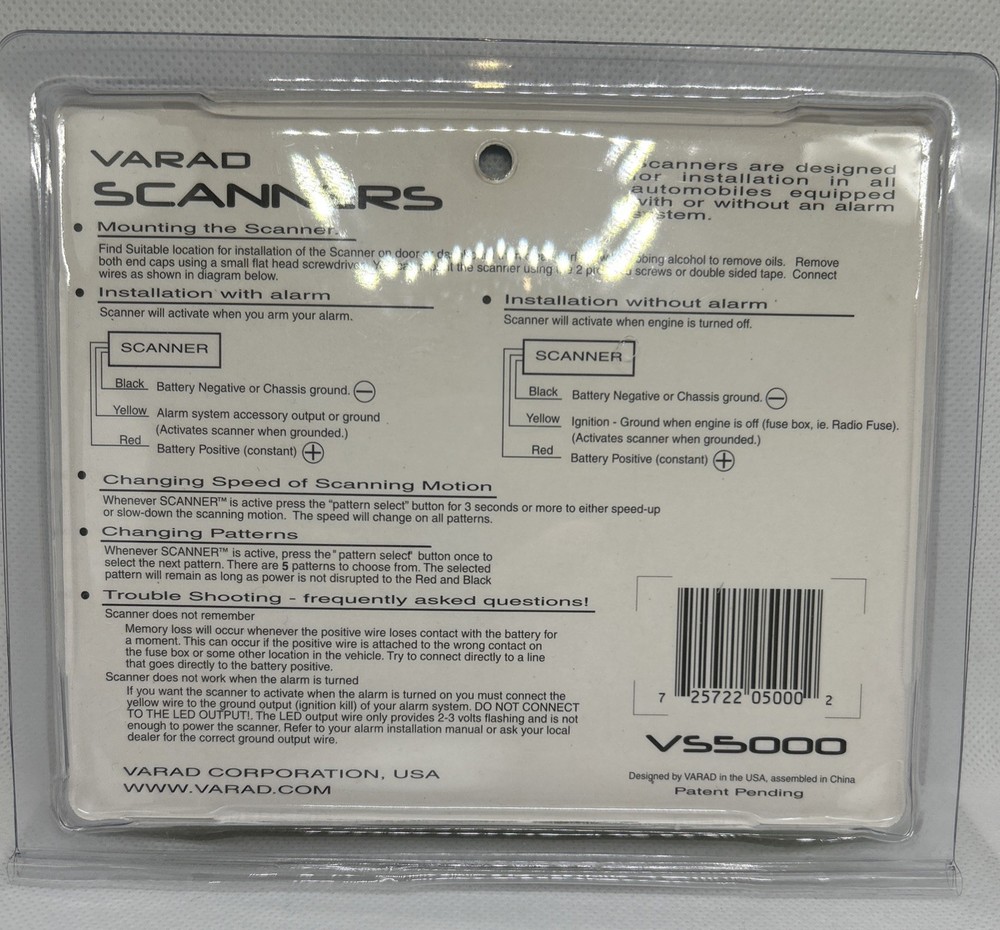 VARAD
SCANNERS
Scanners are designed
for installation in all
automobiles equipped
with or without an alarm
system.
• Mounting the Scanner
Find Suitable location for installation of the Scanner on door or bing alcohol to remove oils. Remove
both end caps using a small flat head screwdriver. the scanner using 2 screws or double sided tape. Connect
wires as shown in diagram below.
• Installation with alarm
Scanner will activate when you arm your alarm.
SCANNER
Black Battery Negative or Chassis ground. −
Yellow Alarm system accessory output or ground
(Activates scanner when grounded.)
Red Battery Positive (constant) +
• Installation without alarm
Scanner will activate when engine is turned off.
SCANNER
Black Battery Negative or Chassis ground. −
Yellow Ignition - Ground when engine is off (fuse box, ie. Radio Fuse).
(Activates scanner when grounded.)
Red Battery Positive (constant) +
• Changing Speed of Scanning Motion
Whenever SCANNER™ is active press the "pattern select" button for 3 seconds or more to either speed-up
or slow-down the scanning motion. The speed will change on all patterns.
• Changing Patterns
Whenever SCANNER™ is active, press the "pattern select" button once to
select the next pattern. There are 5 patterns to choose from. The selected
pattern will remain as long as power is not disrupted to the Red and Black
• Trouble Shooting - frequently asked questions!
Scanner does not remember
Memory loss will occur whenever the positive wire loses contact with the battery for
a moment. This can occur if the positive wire is attached to the wrong contact on
the fuse box or some other location in the vehicle. Try to connect directly to a line
that goes directly to the battery positive.
Scanner does not work when the alarm is turned
If you want the scanner to activate when the alarm is turned on you must connect the
yellow wire to the ground output (ignition kill) of your alarm system. DO NOT CONNECT
TO THE LED OUTPUT!. The LED output wire only provides 2-3 volts flashing and is not
enough to power the scanner. Refer to your alarm installation manual or ask your local
dealer for the correct ground output wire.
VARAD CORPORATION, USA
WWW.VARAD.COM
7 25722 05000 2
VS5000
Designed by VARAD in the USA, assembled in China
Patent Pending